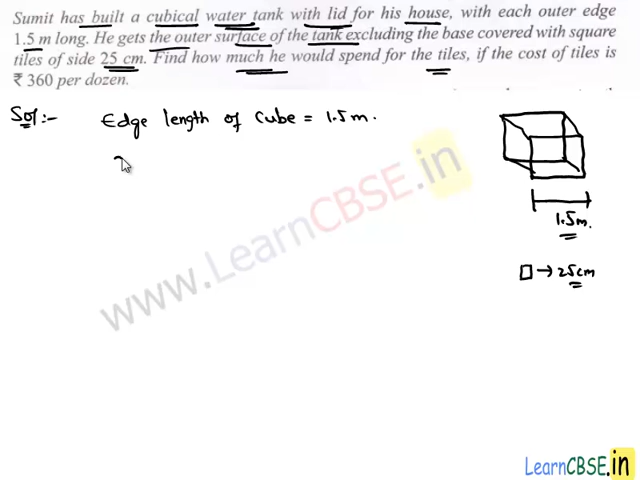 Sumit has built a cubical water tank with lid for his house, with each outer edge
1.5 m long. He gets the outer surface of the tank excluding the base covered with square
tiles of side 25 cm. Find how much he would spend for the tiles, if the cost of tiles is
₹ 360 per dozen.
Sol:- Edge length of Cube = 1.5 m.
1.5m.
□ → 25cm
www.LearnCBSE.in
LearnCBSE.in